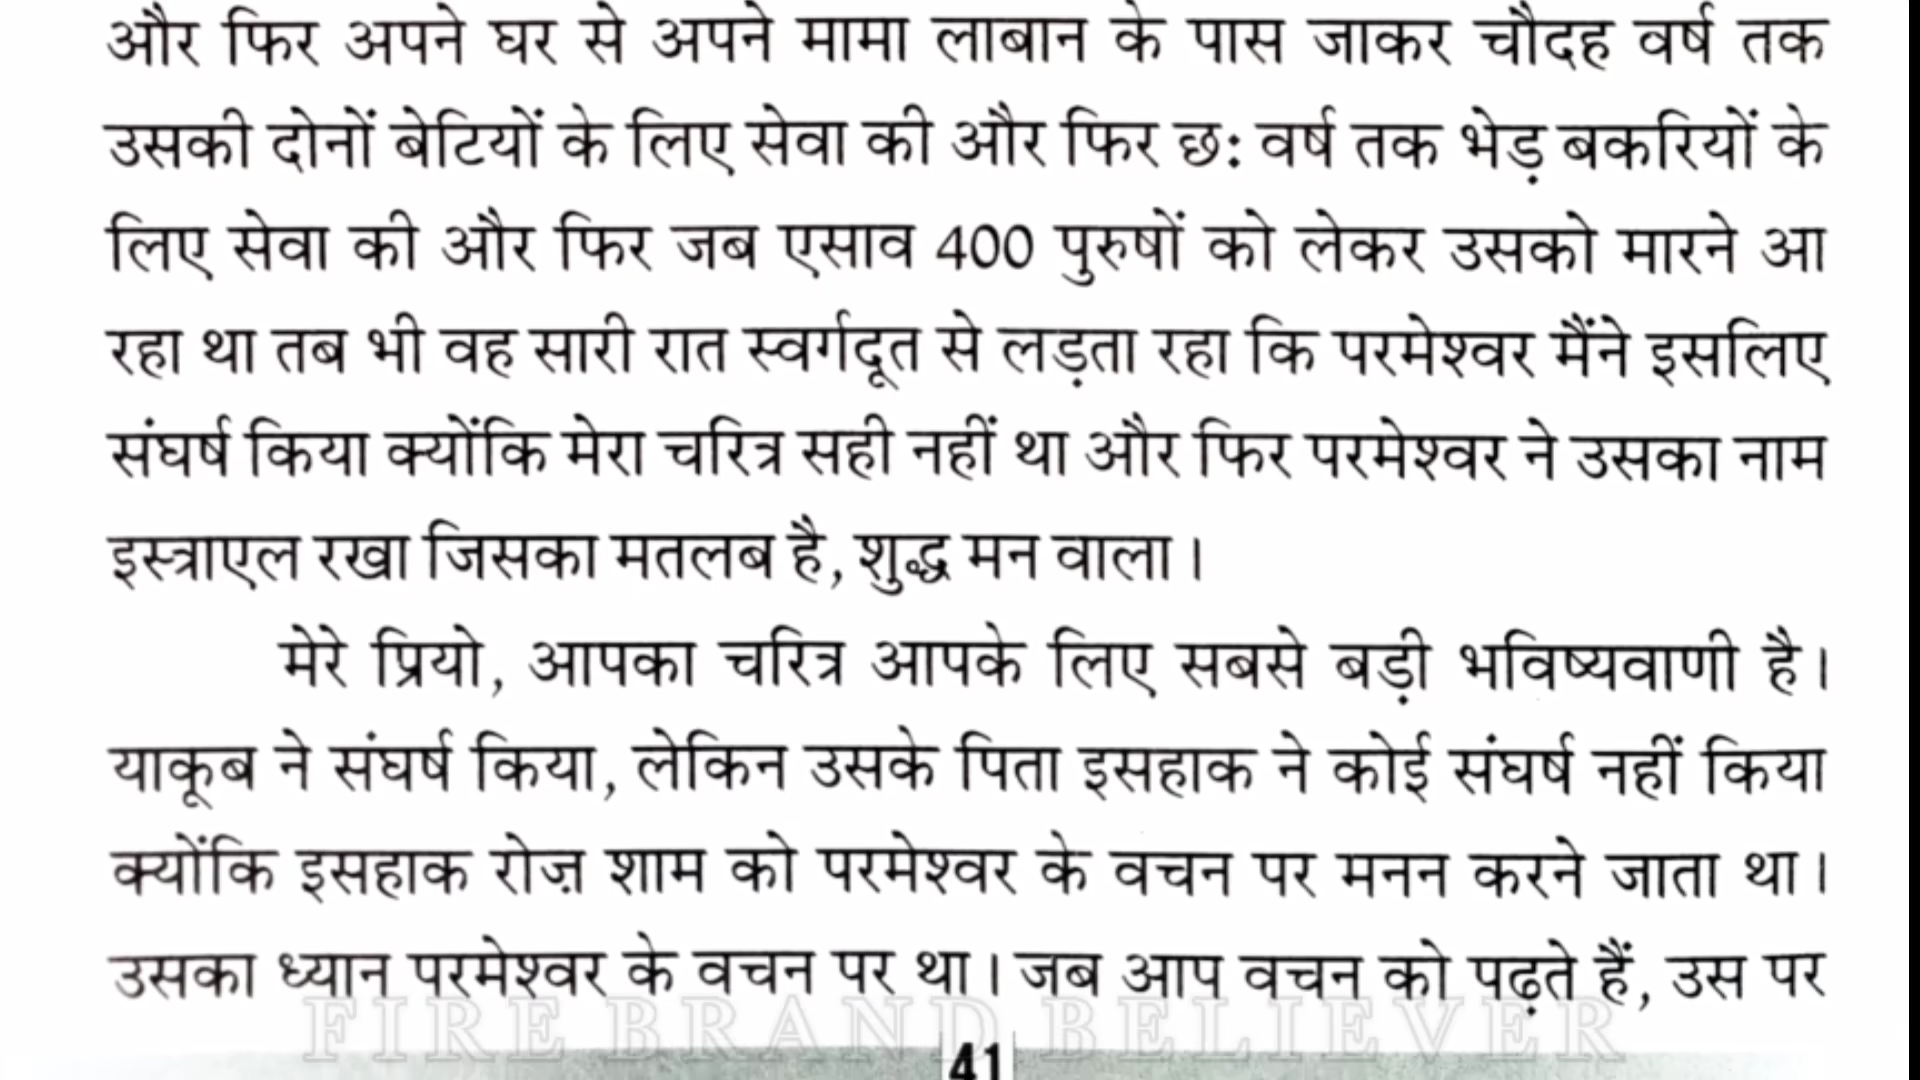 और फिर अपने घर से अपने मामा लाबान के पास जाकर चौदह वर्ष तक
उसकी दोनों बेटियों के लिए सेवा की और फिर छः वर्ष तक भेड़ बकरियों के
लिए सेवा की और फिर जब एसाव 400 पुरुषों को लेकर उसको मारने आ
रहा था तब भी वह सारी रात स्वर्गदूत से लड़ता रहा कि परमेश्वर मैंने इसलिए
संघर्ष किया क्योंकि मेरा चरित्र सही नहीं था और फिर परमेश्वर ने उसका नाम
इस्त्राएल रखा जिसका मतलब है, शुद्ध मन वाला।
मेरे प्रियो, आपका चरित्र आपके लिए सबसे बड़ी भविष्यवाणी है।
याकूब ने संघर्ष किया, लेकिन उसके पिता इसहाक ने कोई संघर्ष नहीं किया
क्योंकि इसहाक रोज़ शाम को परमेश्वर के वचन पर मनन करने जाता था।
उसका ध्यान परमेश्वर के वचन पर था। जब आप वचन को पढ़ते हैं, उस पर
FIRE BRAND BELIEVER
41